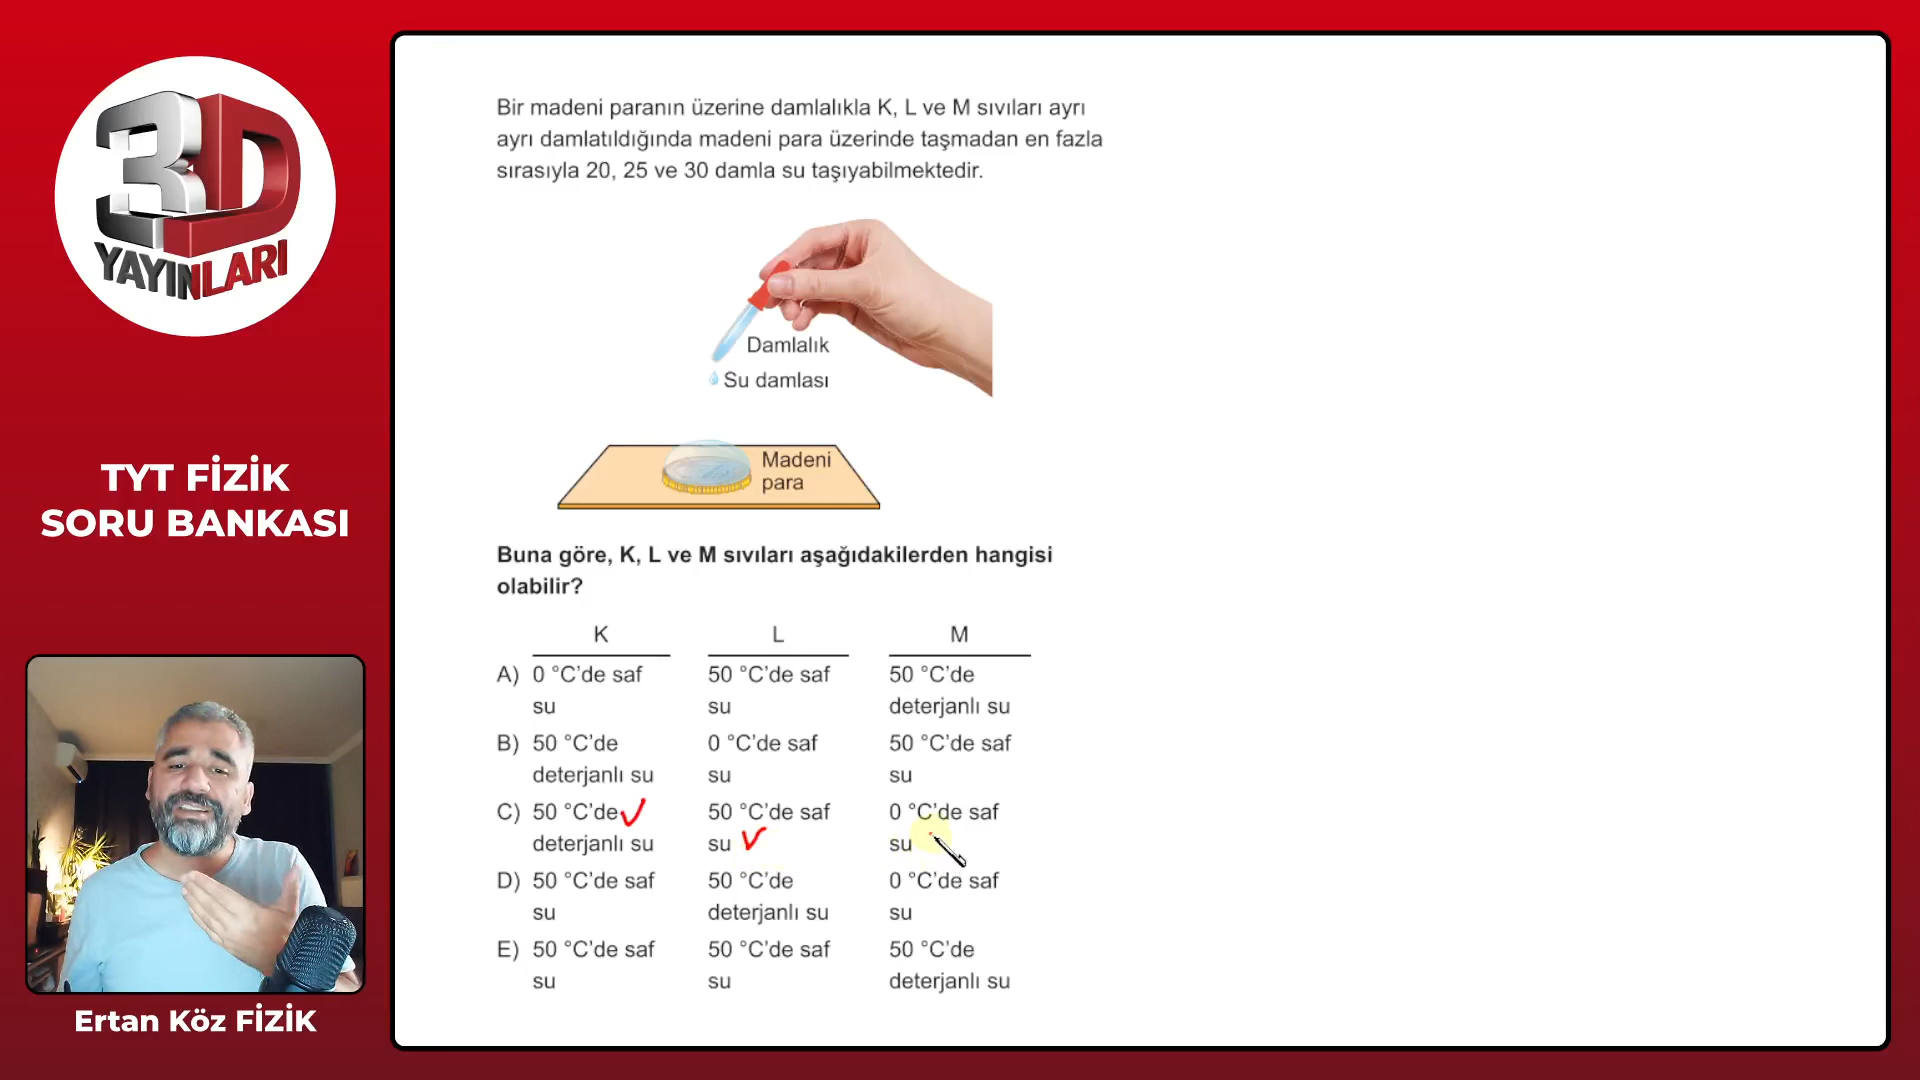 3D
YAYINLARI
TYT FİZİK
SORU BANKASI
Ertan Köz FİZİK
Bir madeni paranın üzerine damlalıkla K, L ve M sıvıları ayrı
ayrı damlatıldığında madeni para üzerinde taşmadan en fazla
sırasıyla 20, 25 ve 30 damla su taşıyabilmektedir.
Damlalık
Su damlası
Madeni
para
Buna göre, K, L ve M sıvıları aşağıdakilerden hangisi
olabilir?
K L M
A) 0 °C'de saf 50 °C'de saf 50 °C'de
su su deterjanlı su
B) 50 °C'de 0 °C'de saf 50 °C'de saf
deterjanlı su su su
C) 50 °C'de 50 °C'de saf 0 °C'de saf
deterjanlı su su su
D) 50 °C'de saf 50 °C'de 0 °C'de saf
su deterjanlı su su
E) 50 °C'de saf 50 °C'de saf 50 °C'de
su su deterjanlı su